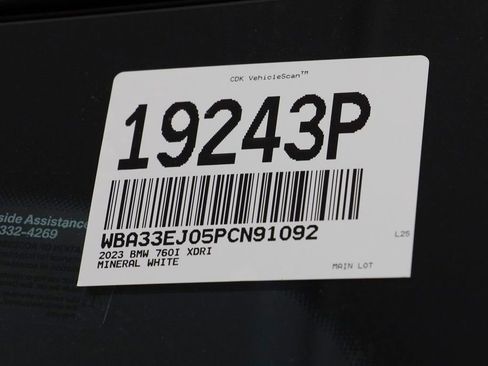 CDK VehicleScan™
19243P
WBA33EJ05PCN91092
L25
2023 BMW 760I XDRI
MINERAL WHITE
MAIN LOT
side Assistance
332-4269